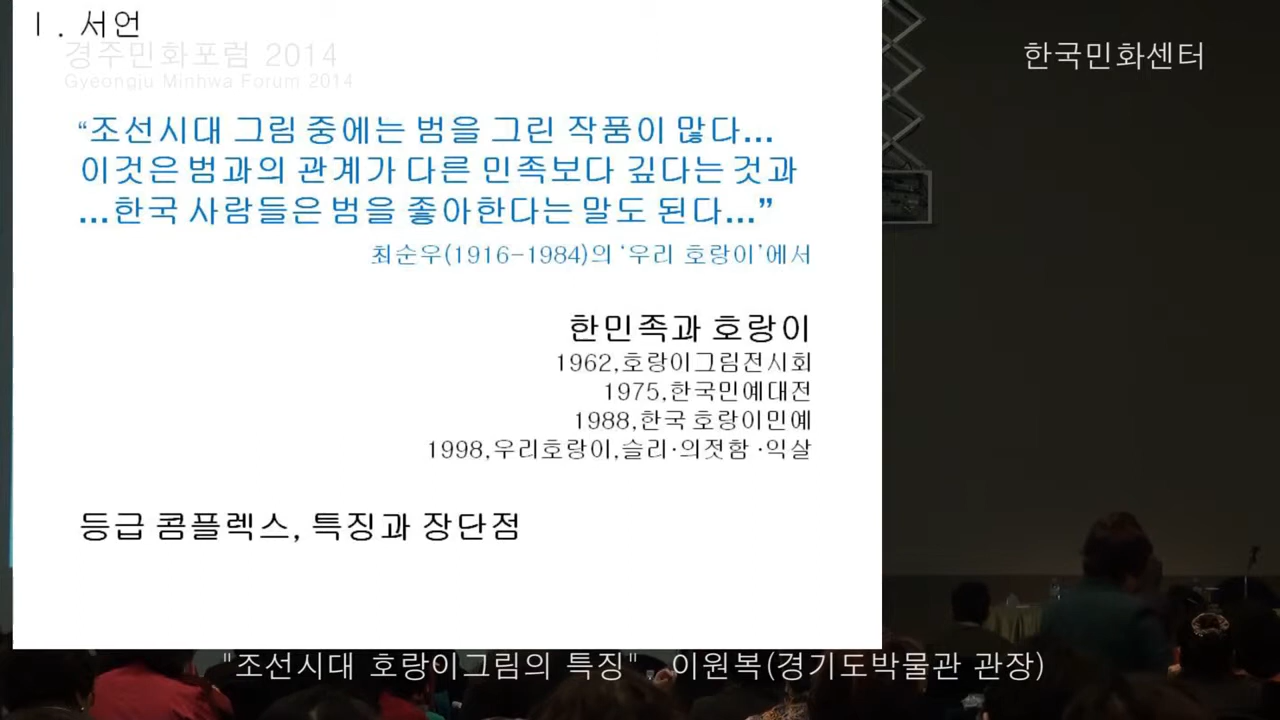 Ⅰ. 서언
경주민화포럼 2014
Gyeongju Minhwa Forum 2014
한국민화센터
“조선시대 그림 중에는 범을 그린 작품이 많다...
이것은 범과의 관계가 다른 민족보다 깊다는 것과
...한국 사람들은 범을 좋아한다는 말도 된다...”
최순우(1916-1984)의 ‘우리 호랑이’에서
한민족과 호랑이
1962,호랑이그림전시회
1975,한국민예대전
1988,한국 호랑이민예
1998,우리호랑이,슬리·의젓함 ·익살
등급 콤플렉스, 특징과 장단점
"조선시대 호랑이그림의 특징" 이원복(경기도박물관 관장)